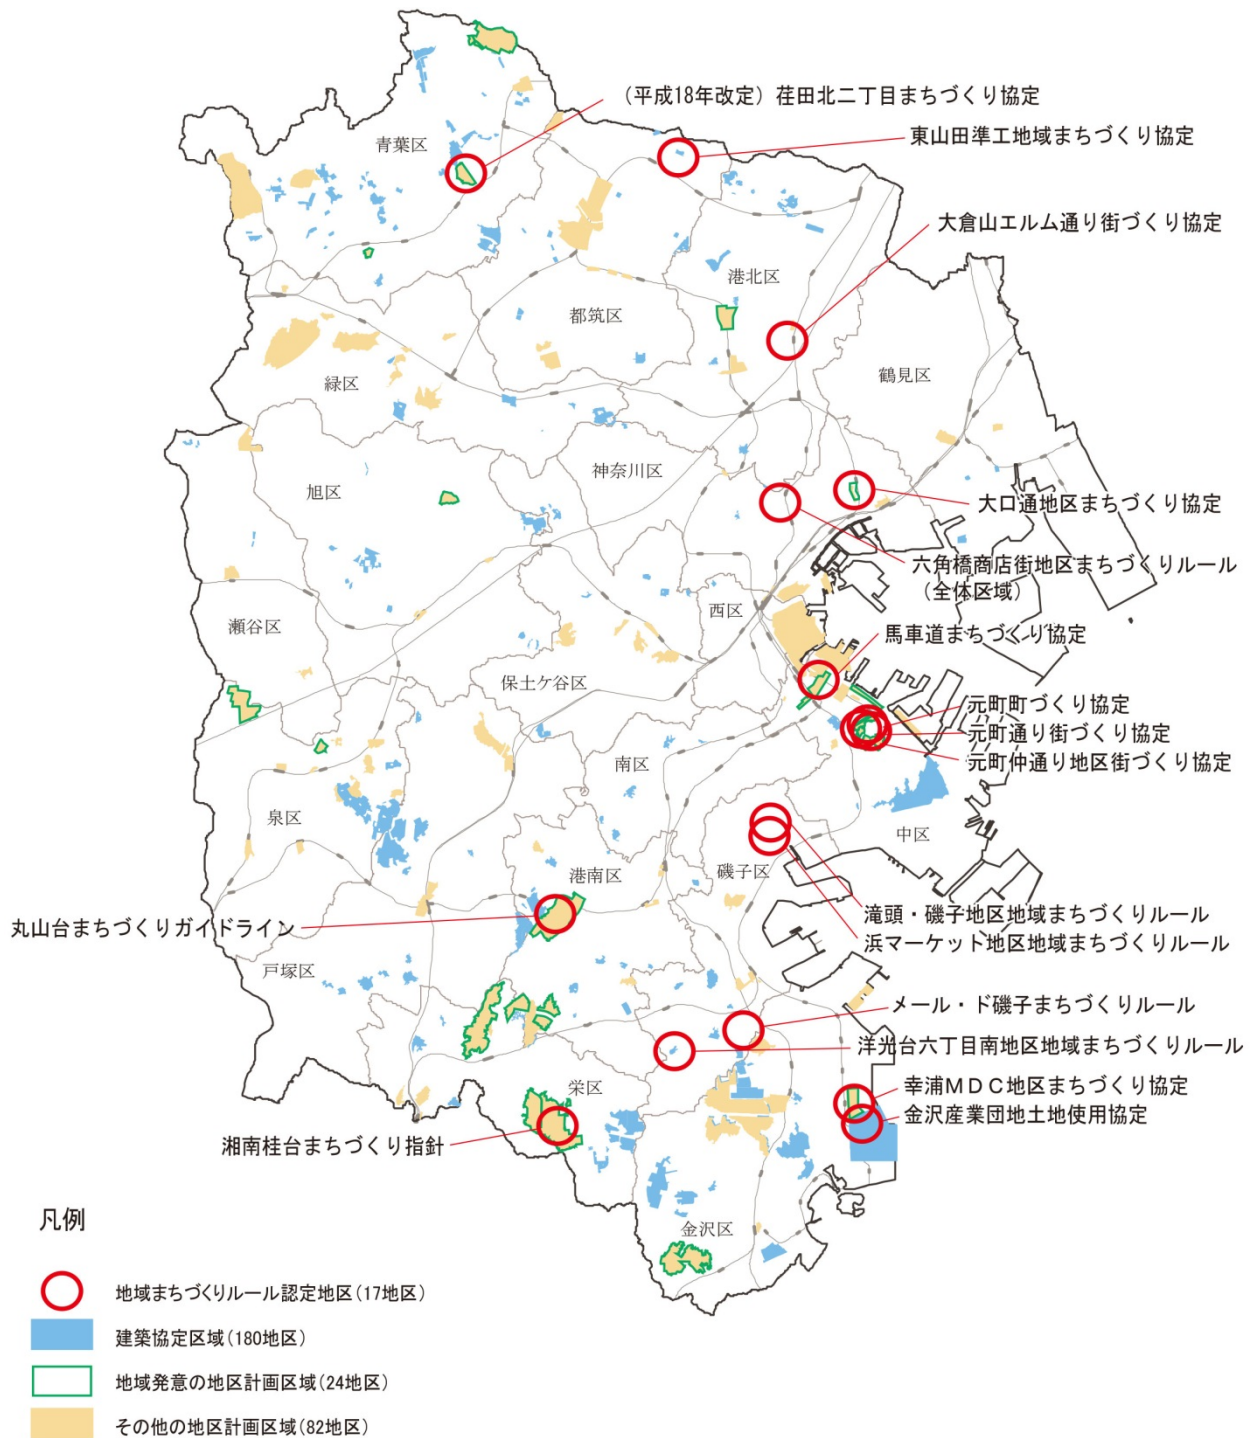 （平成18年改定）荏田北二丁目まちづくり協定
東山田準工地域まちづくり協定
青葉区
大倉山エルム通り街づくり協定
港北区
都筑区
鶴見区
緑区
神奈川区
旭区
大口通地区まちづくり協定
六角橋商店街地区まちづくりルール
（全体区域）
西区
瀬谷区
馬車道まちづくり協定
保土ケ谷区
元町町づくり協定
元町通り街づくり協定
南区
元町仲通り地区街づくり協定
泉区
中区
磯子区
港南区
滝頭・磯子地区地域まちづくりルール
丸山台まちづくりガイドライン
浜マーケット地区地域まちづくりルール
戸塚区
メール・ド磯子まちづくりルール
洋光台六丁目南地区地域まちづくりルール
栄区
幸浦ＭＤＣ地区まちづくり協定
金沢産業団地土地使用協定
湘南桂台まちづくり指針
金沢区
凡例
地域まちづくりルール認定地区(17地区)
建築協定区域(180地区)
地域発意の地区計画区域(24地区)
その他の地区計画区域(82地区)